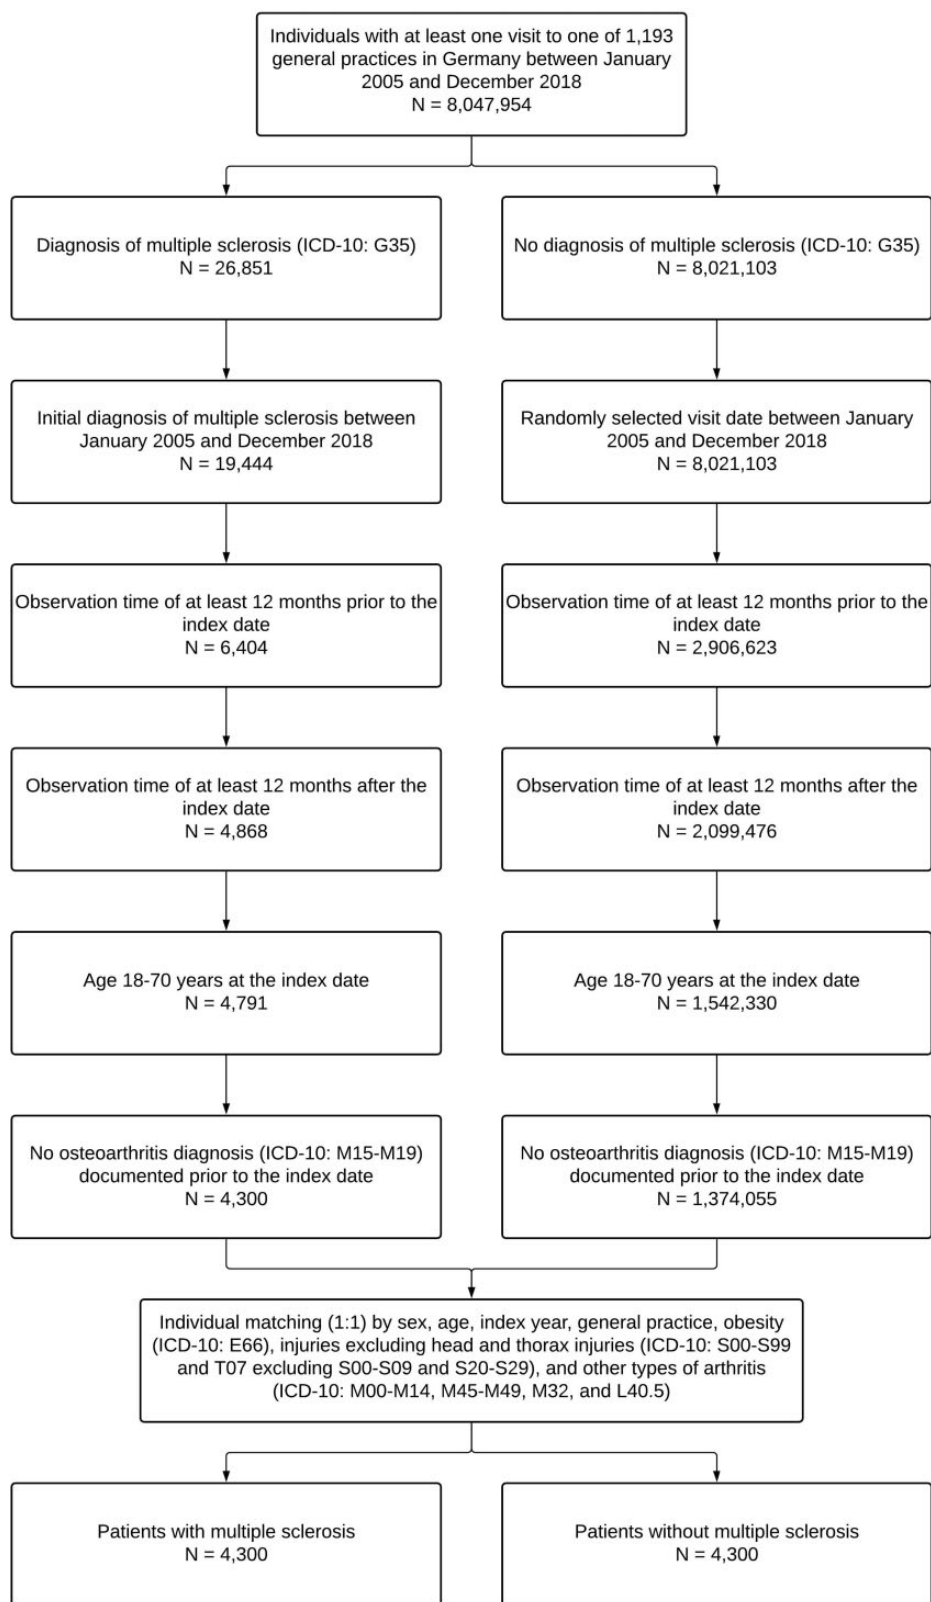 Individuals with at least one visit to one of 1,193
general practices in Germany between January
2005 and December 2018
N = 8,047,954
Diagnosis of multiple sclerosis (ICD-10: G35)
N = 26,851
No diagnosis of multiple sclerosis (ICD-10: G35)
N = 8,021,103
Initial diagnosis of multiple sclerosis between
January 2005 and December 2018
N = 19,444
Randomly selected visit date between January
2005 and December 2018
N = 8,021,103
Observation time of at least 12 months prior to the
index date
N = 6,404
Observation time of at least 12 months prior to the
index date
N = 2,906,623
Observation time of at least 12 months after the
index date
N = 4,868
Observation time of at least 12 months after the
index date
N = 2,099,476
Age 18-70 years at the index date
N = 4,791
Age 18-70 years at the index date
N = 1,542,330
No osteoarthritis diagnosis (ICD-10: M15-M19)
documented prior to the index date
N = 4,300
No osteoarthritis diagnosis (ICD-10: M15-M19)
documented prior to the index date
N = 1,374,055
Individual matching (1:1) by sex, age, index year, general practice, obesity
(ICD-10: E66), injuries excluding head and thorax injuries (ICD-10: S00-S99
and T07 excluding S00-S09 and S20-S29), and other types of arthritis
(ICD-10: M00-M14, M45-M49, M32, and L40.5)
Patients with multiple sclerosis
N = 4,300
Patients without multiple sclerosis
N = 4,300